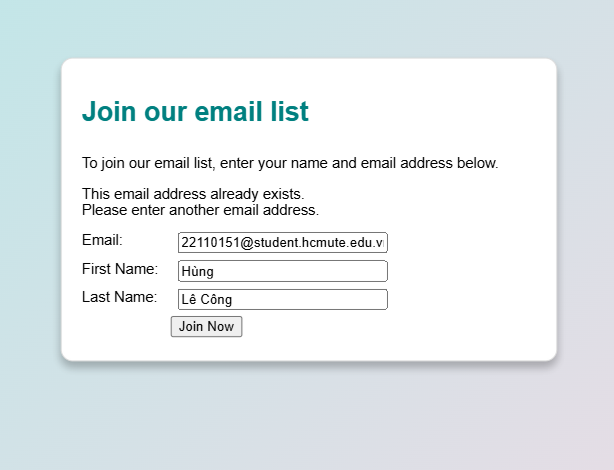 Join our email list
To join our email list, enter your name and email address below.
This email address already exists.
Please enter another email address.
Email: 22110151@student.hcmute.edu.v
First Name: Hùng
Last Name: Lê Công
Join Now